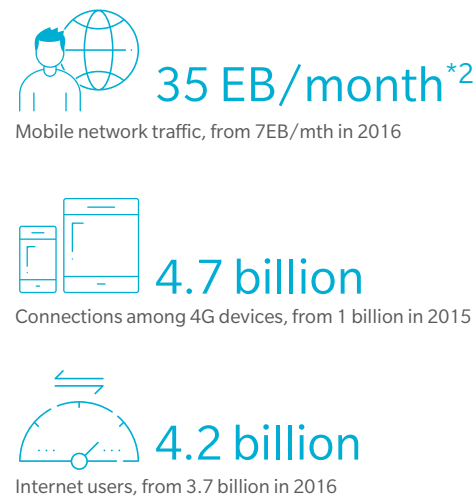 35 EB/month*2
Mobile network traffic, from 7EB/mth in 2016
4.7 billion
Connections among 4G devices, from 1 billion in 2015
4.2 billion
Internet users, from 3.7 billion in 2016